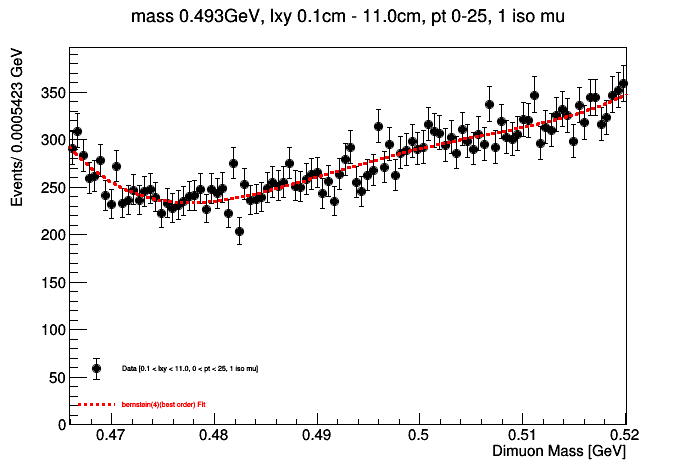 mass 0.493GeV, lxy 0.1cm - 11.0cm, pt 0-25, 1 iso mu
Events/ 0.0005423 GeV
350
300
250
200
150
100
50
0
Data [0.1 < lxy < 11.0, 0 < pt < 25, 1 iso mu]
bernstein(4)(best order) Fit
0.47 0.48 0.49 0.5 0.51 0.52
Dimuon Mass [GeV]